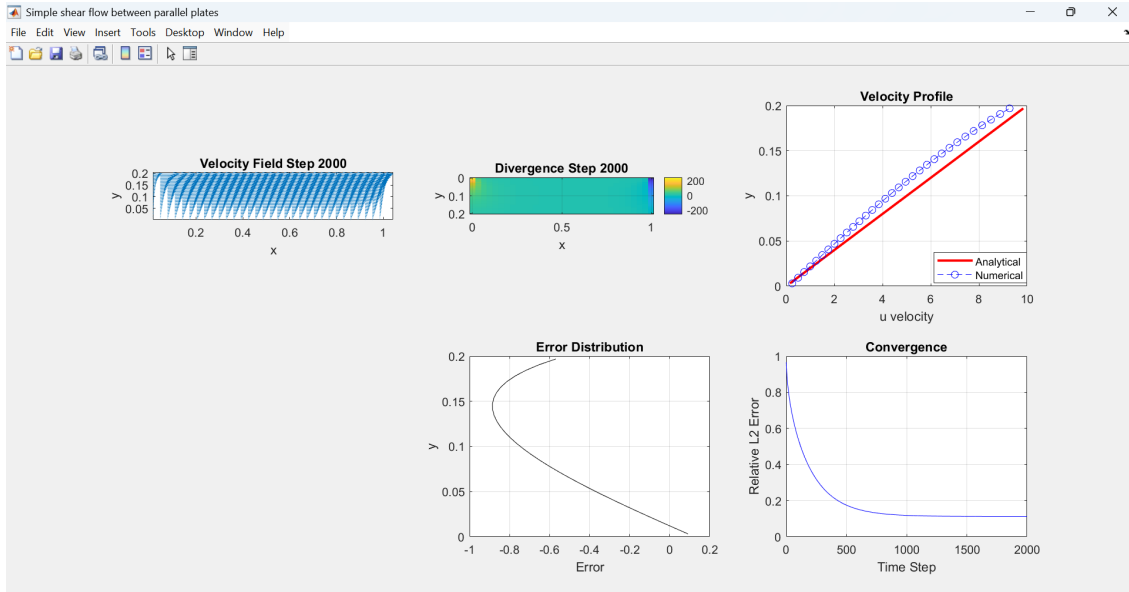 Simple shear flow between parallel plates
File Edit View Insert Tools Desktop Window Help
Velocity Field Step 2000
y
0.2
0.15
0.1
0.05
0.2 0.4 0.6 0.8 1
x
Divergence Step 2000
y
0
0.1
0.2
0 0.5 1
x
200
0
-200
Velocity Profile
y
0.2
0.15
0.1
0.05
0
0 2 4 6 8 10
u velocity
Analytical
Numerical
Error Distribution
y
0.2
0.15
0.1
0.05
0
-1 -0.8 -0.6 -0.4 -0.2 0 0.2
Error
Convergence
Relative L2 Error
1
0.8
0.6
0.4
0.2
0
0 500 1000 1500 2000
Time Step